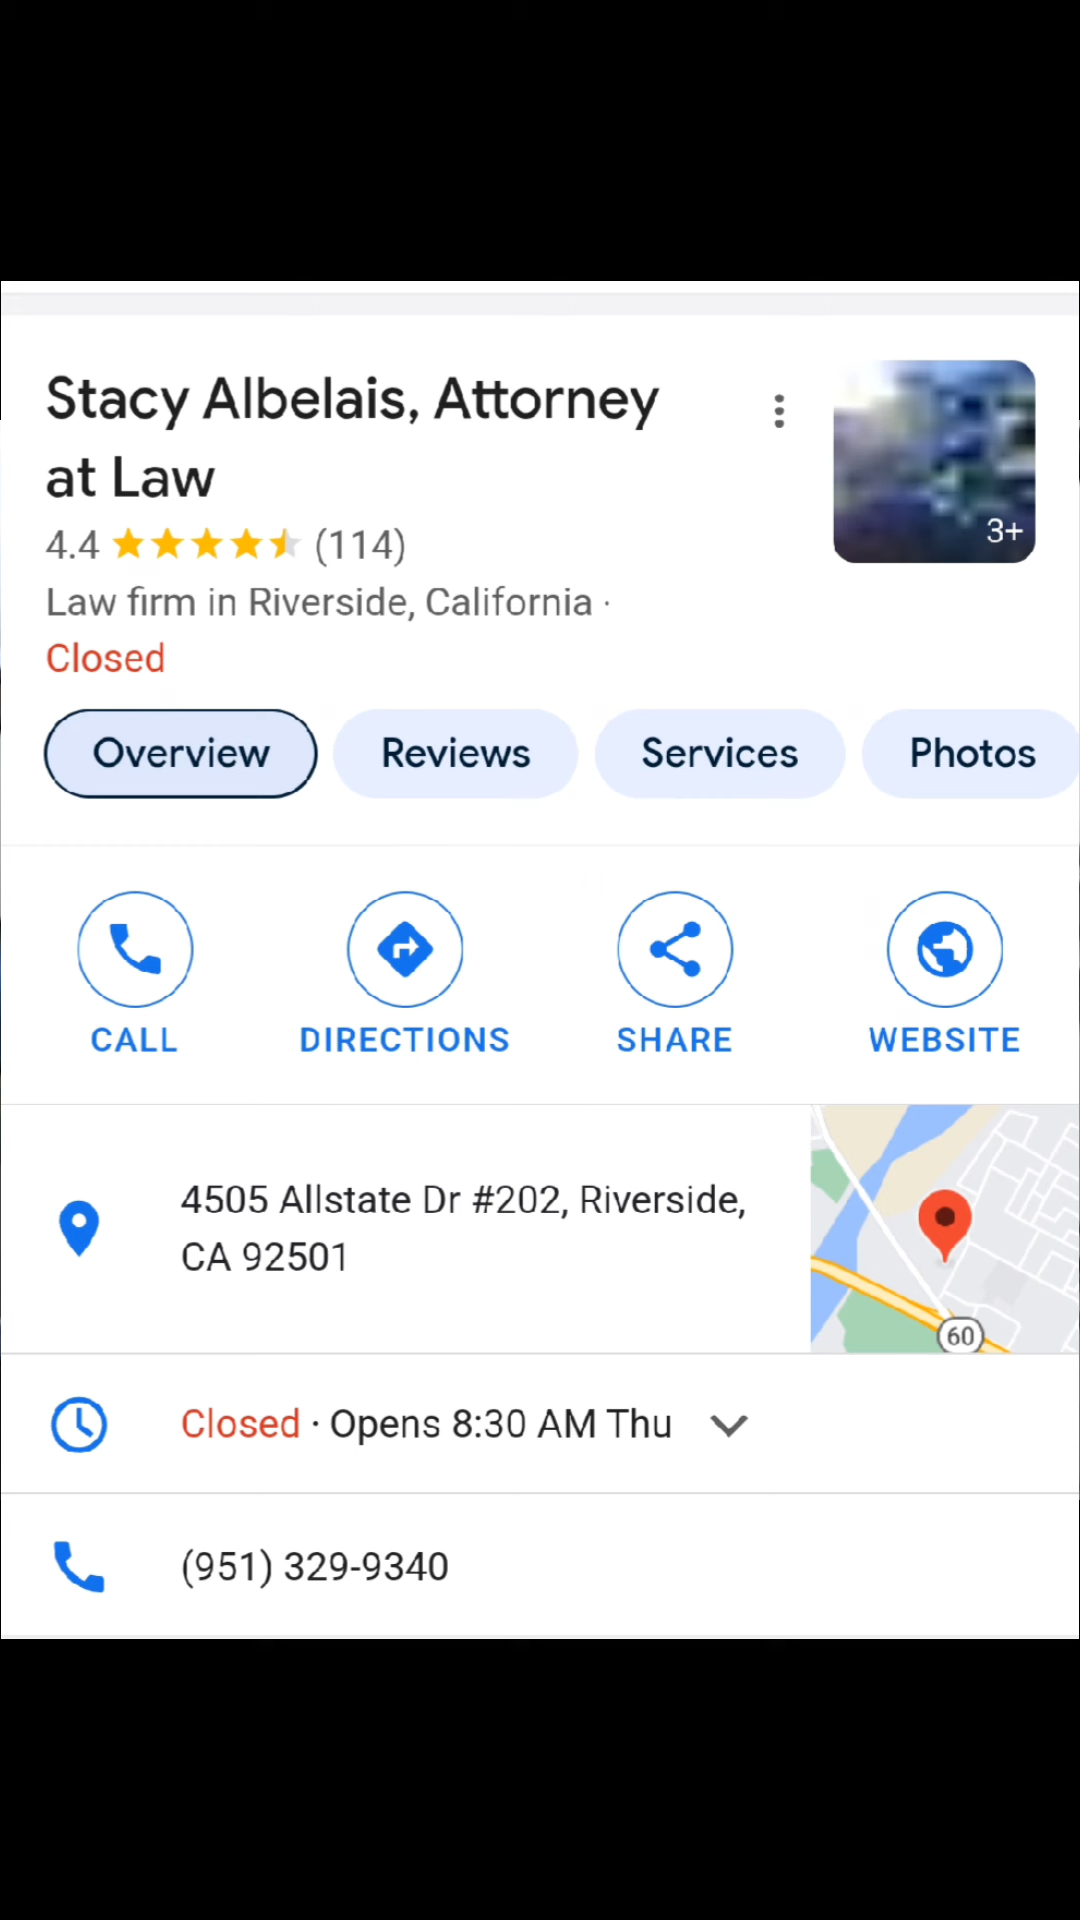 Stacy Albelais, Attorney
at Law
3+
4.4 (114)
Law firm in Riverside, California ·
Closed
Overview Reviews Services Photos
CALL DIRECTIONS SHARE WEBSITE
4505 Allstate Dr #202, Riverside,
CA 92501
60
Closed · Opens 8:30 AM Thu
(951) 329-9340